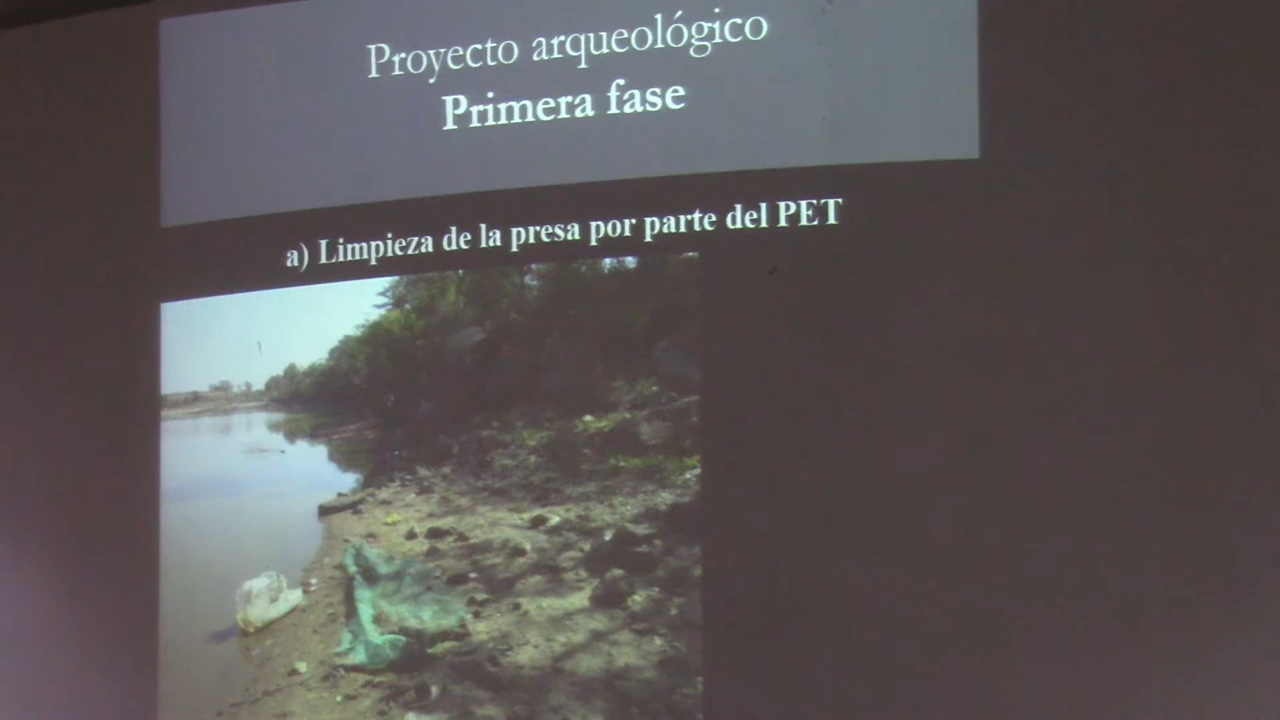 Proyecto arqueológico
Primera fase
a) Limpieza de la presa por parte del PET